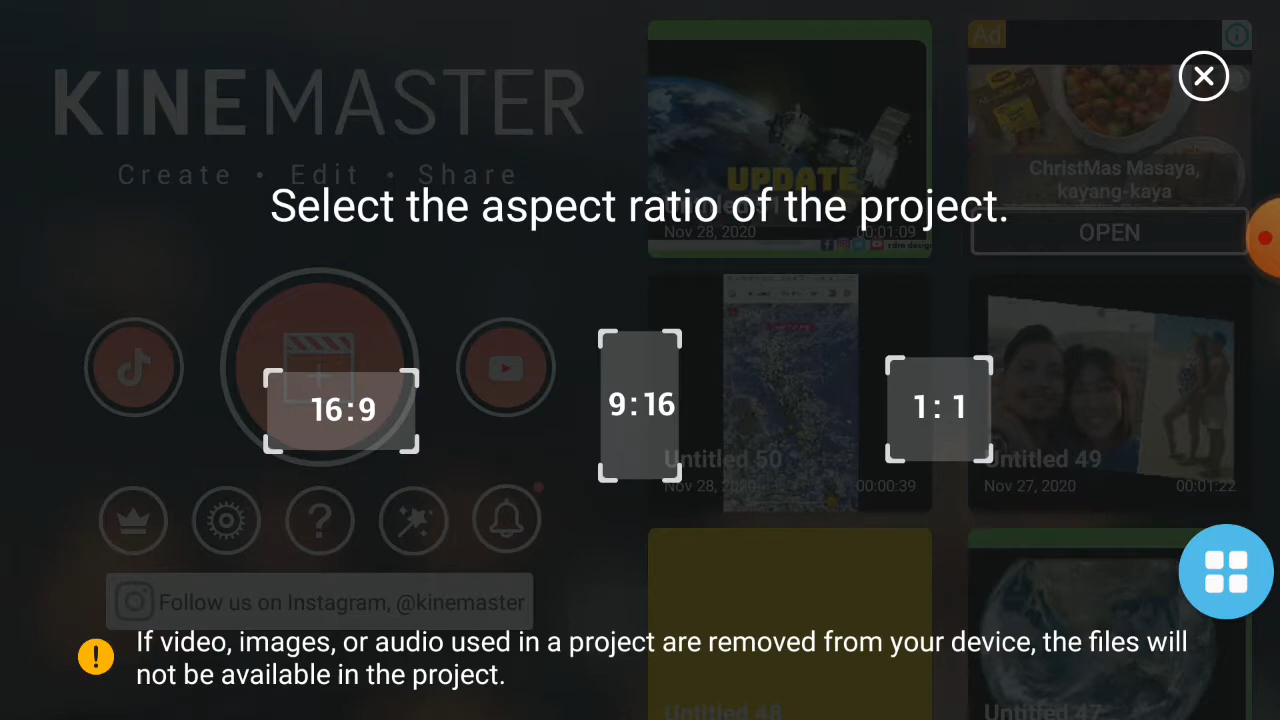 KINEMASTER
Create • Edit • Share
Select the aspect ratio of the project.
16:9
9:16
1:1
Follow us on Instagram, @kinemaster
If video, images, or audio used in a project are removed from your device, the files will
not be available in the project.
UPDATE
Nov 28, 2020
00:01:09
Ad
ChristMas Masaya,
kayang-kaya
OPEN
Untitled 50
Nov 28, 2020
00:00:39
Untitled 49
Nov 27, 2020
00:01:22
Untitled 48
Untitled 47